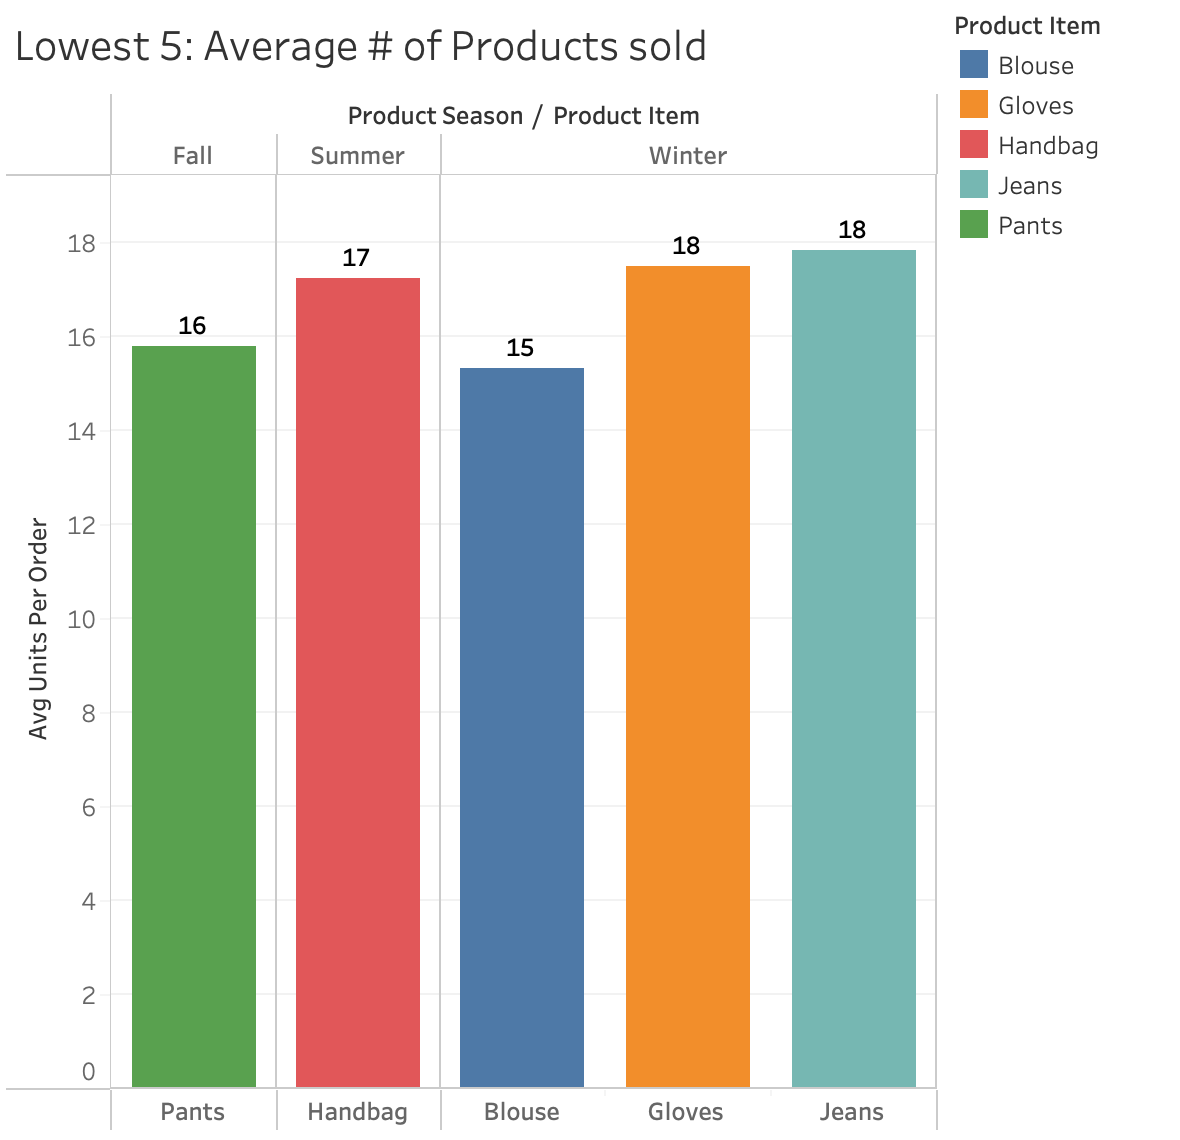 Lowest 5: Average # of Products sold
Product Season / Product Item
Fall Summer Winter
18
16
14
12
10
8
6
4
2
0
Avg Units Per Order
16
17
15
18
18
Pants Handbag Blouse Gloves Jeans
Product Item
Blouse
Gloves
Handbag
Jeans
Pants